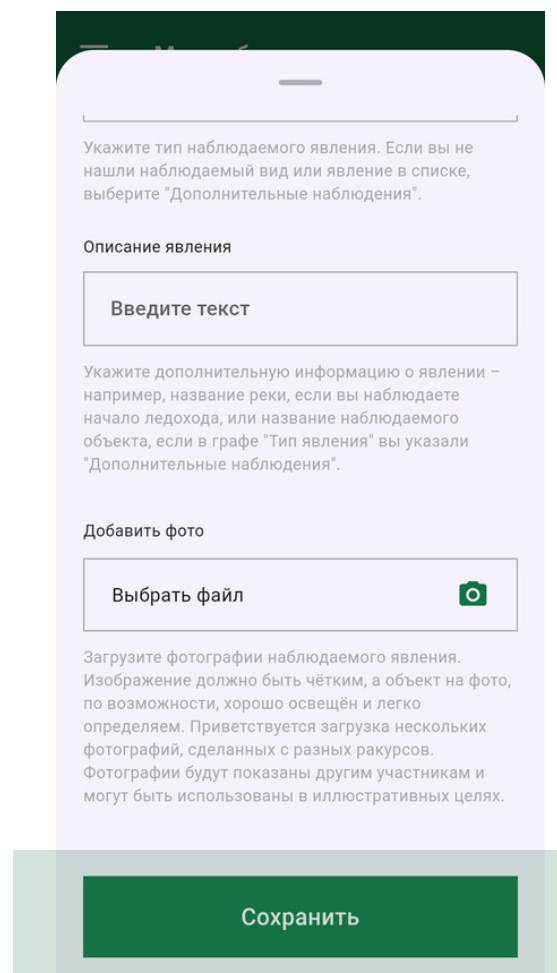 Укажите тип наблюдаемого явления. Если вы не
нашли наблюдаемый вид или явление в списке,
выберите "Дополнительные наблюдения".
Описание явления
Введите текст
Укажите дополнительную информацию о явлении –
например, название реки, если вы наблюдаете
начало ледохода, или название наблюдаемого
объекта, если в графе "Тип явления" вы указали
"Дополнительные наблюдения".
Добавить фото
Выбрать файл
Загрузите фотографии наблюдаемого явления.
Изображение должно быть чётким, а объект на фото,
по возможности, хорошо освещён и легко
определяем. Приветствуется загрузка нескольких
фотографий, сделанных с разных ракурсов.
Фотографии будут показаны другим участникам и
могут быть использованы в иллюстративных целях.
Сохранить